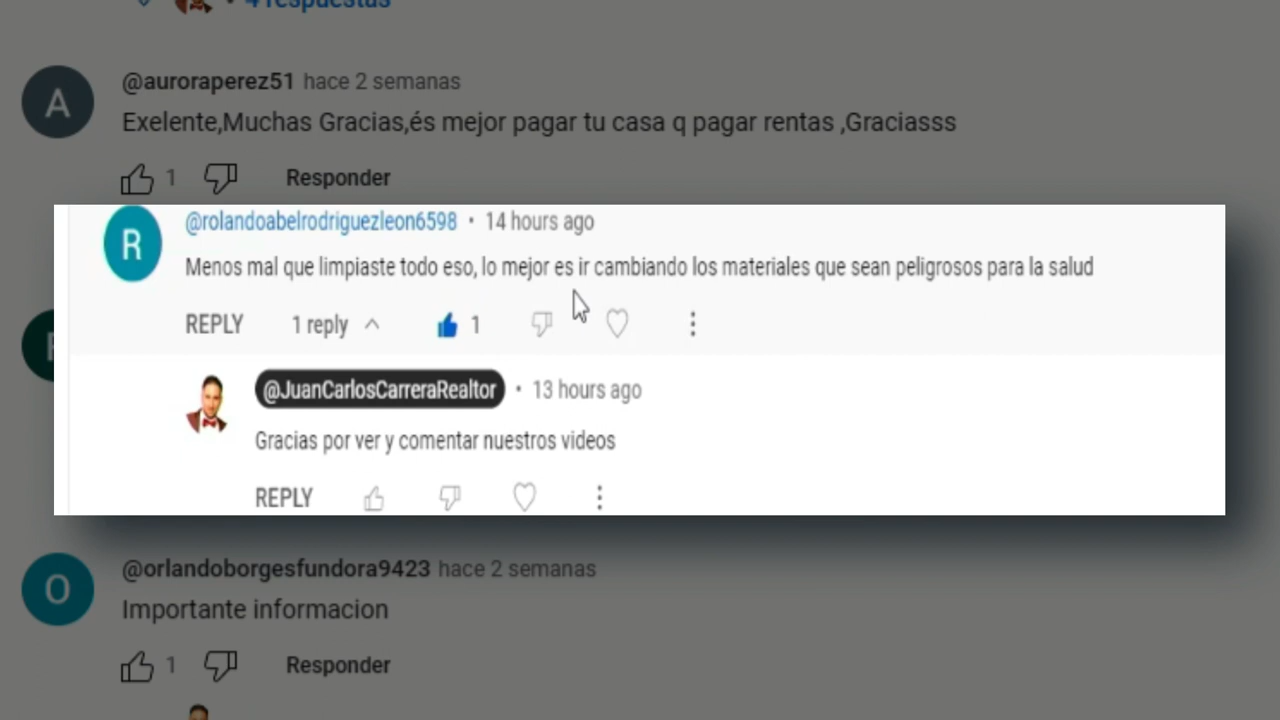 4 respuestas
@auroraperez51 hace 2 semanas
A
Exelente,Muchas Gracias,és mejor pagar tu casa q pagar rentas ,Graciasss
1 Responder
@rolandoabelrodriguezleon6598 • 14 hours ago
R
Menos mal que limpiaste todo eso, lo mejor es ir cambiando los materiales que sean peligrosos para la salud
REPLY 1 reply 1
@JuanCarlosCarreraRealtor • 13 hours ago
Gracias por ver y comentar nuestros videos
REPLY
@orlandoborgesfundora9423 hace 2 semanas
O
Importante informacion
1 Responder